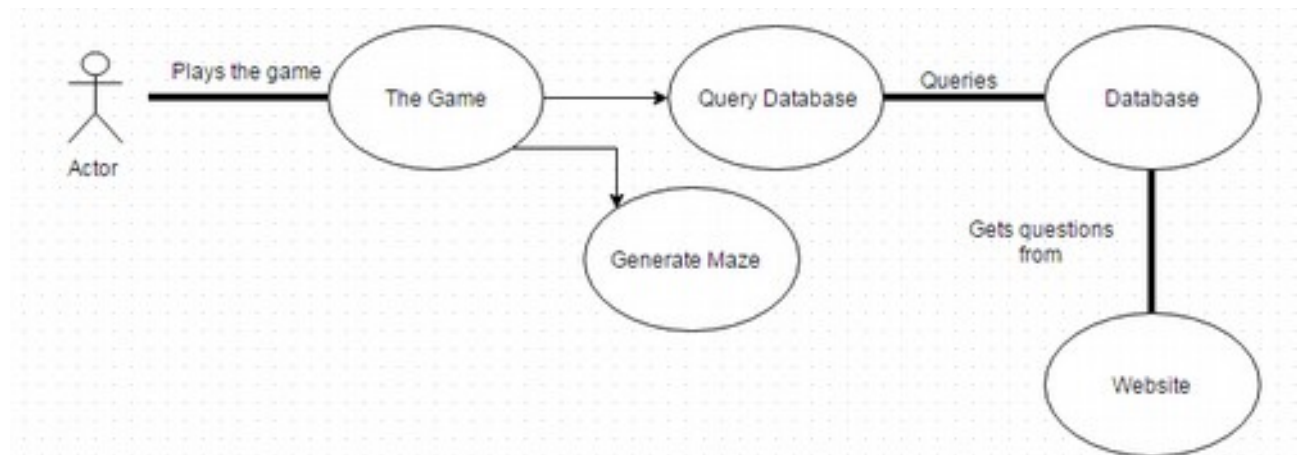 Plays the game
The Game
Query Database
Queries
Database
Actor
Gets questions
from
Generate Maze
Website